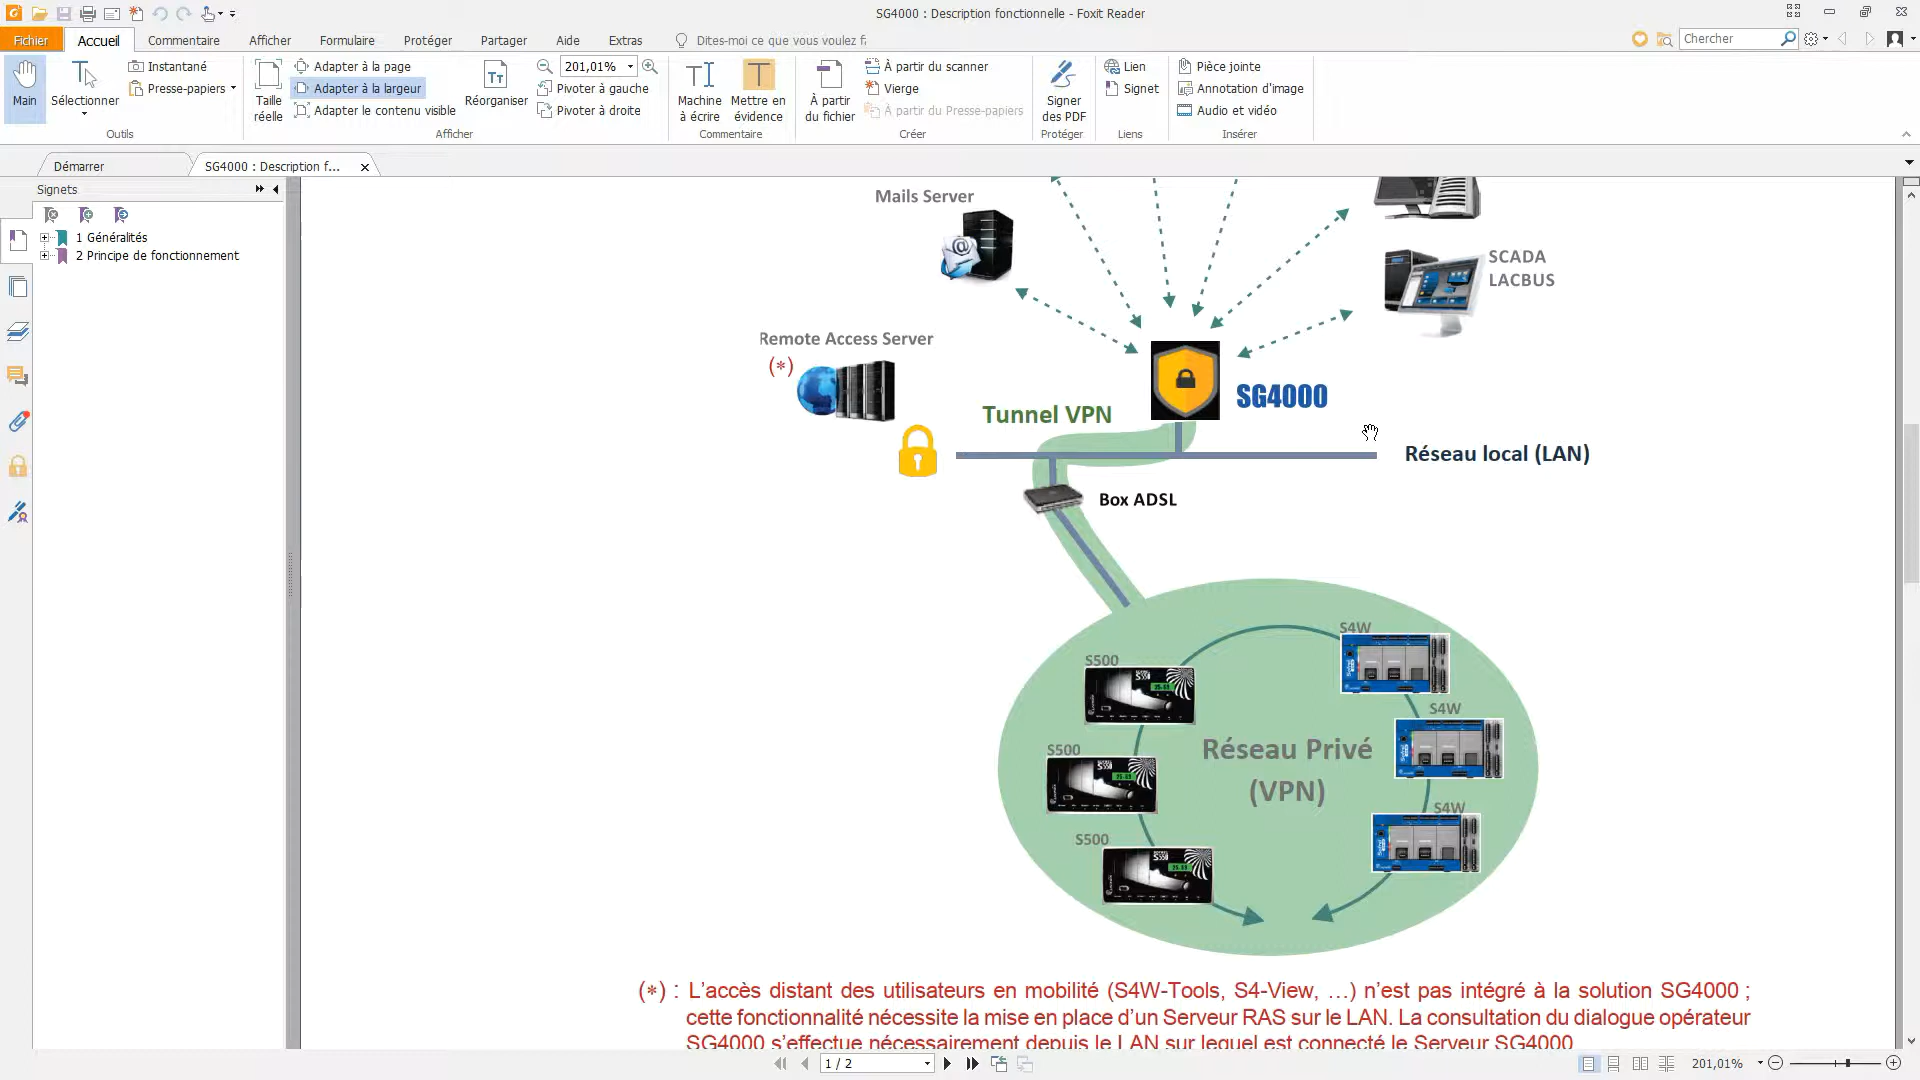 SG4000 : Description fonctionnelle - Foxit Reader
Fichier
Accueil
Commentaire
Afficher
Formulaire
Protéger
Partager
Aide
Extras
Dites-moi ce que vous voulez f
Chercher
Main
Sélectionner
Instantané
Presse-papiers
Outils
Taille
réelle
Adapter à la page
Adapter à la largeur
Adapter le contenu visible
Réorganiser
201,01%
Pivoter à gauche
Pivoter à droite
Afficher
Machine
à écrire
Mettre en
évidence
Commentaire
À partir
du fichier
À partir du scanner
Vierge
À partir du Presse-papiers
Créer
Signer
des PDF
Protéger
Lien
Signet
Liens
Pièce jointe
Annotation d'image
Audio et vidéo
Insérer
Démarrer
SG4000 : Description f...
Signets
1 Généralités
2 Principe de fonctionnement
Mails Server
SCADA
LACBUS
Remote Access Server
(*)
SG4000
Tunnel VPN
Réseau local (LAN)
Box ADSL
S4W
S500
S4W
Réseau Privé
(VPN)
S500
S4W
S500
(*) : L’accès distant des utilisateurs en mobilité (S4W-Tools, S4-View, …) n’est pas intégré à la solution SG4000 ;
cette fonctionnalité nécessite la mise en place d’un Serveur RAS sur le LAN. La consultation du dialogue opérateur
SG4000 s’effectue nécessairement depuis le LAN sur lequel est connecté le Serveur SG4000
1 / 2
201,01%